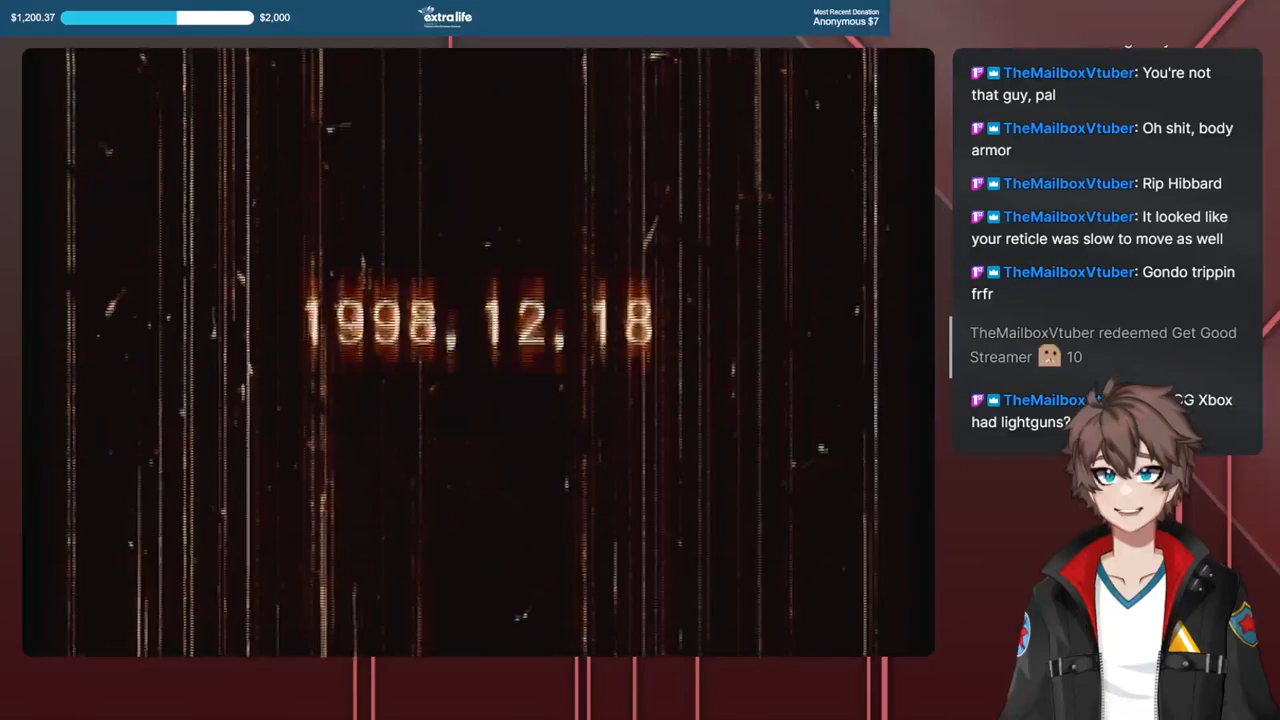 $1,200.37
$2,000
extra life
Most Recent Donation
Anonymous $7
TheMailboxVtuber: You're not
that guy, pal
TheMailboxVtuber: Oh shit, body
armor
TheMailboxVtuber: Rip Hibbard
TheMailboxVtuber: It looked like
your reticle was slow to move as well
TheMailboxVtuber: Gondo trippin
frfr
TheMailboxVtuber redeemed Get Good
Streamer 10
TheMailbox CG Xbox
had lightguns?
1998. 12. 18